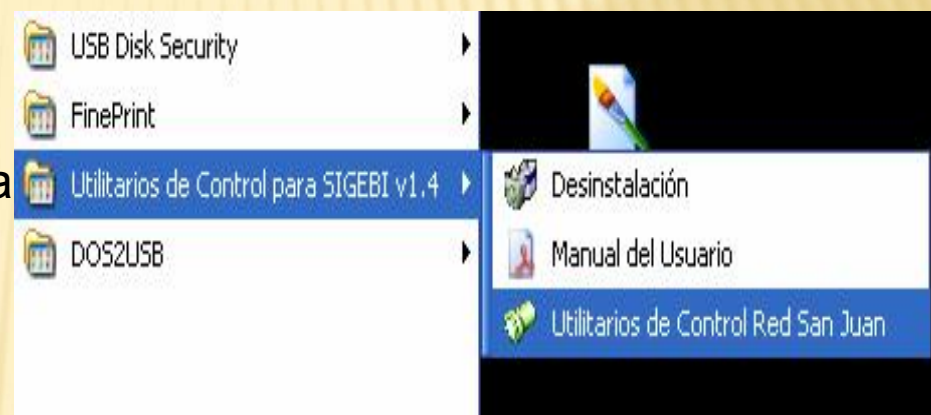 USB Disk Security
FinePrint
a
Utilitarios de Control para SIGEBI v1.4
DOS2USB
Desinstalación
Manual del Usuario
Utilitarios de Control Red San Juan